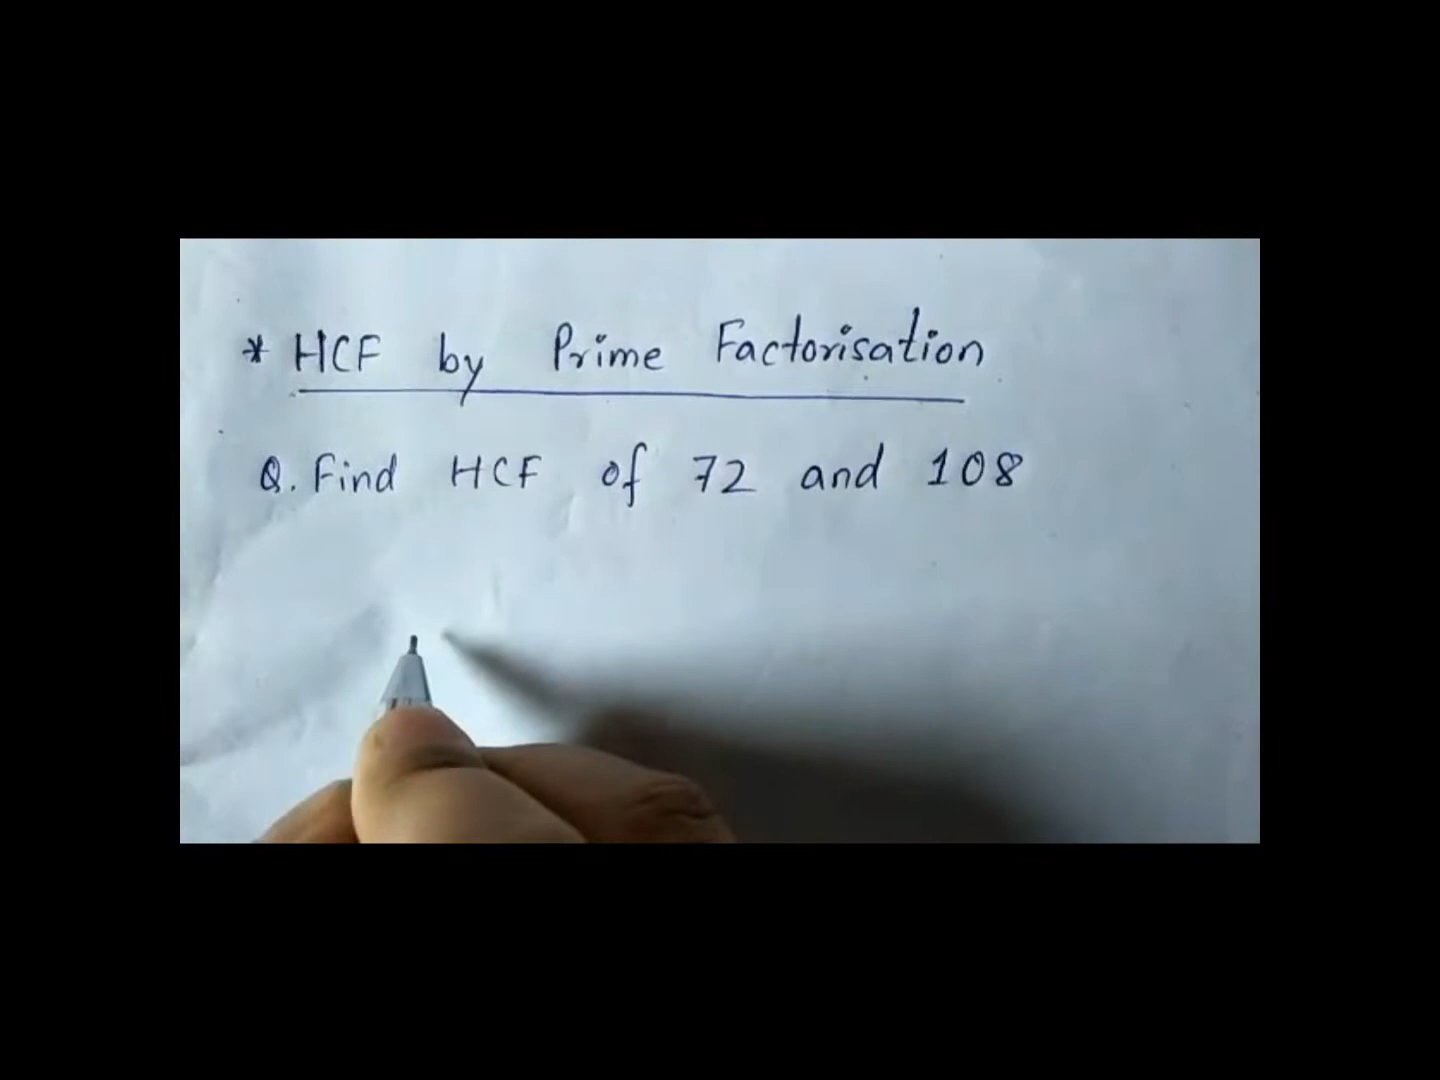 * HCF by Prime Factorisation
Q. Find HCF of 72 and 108